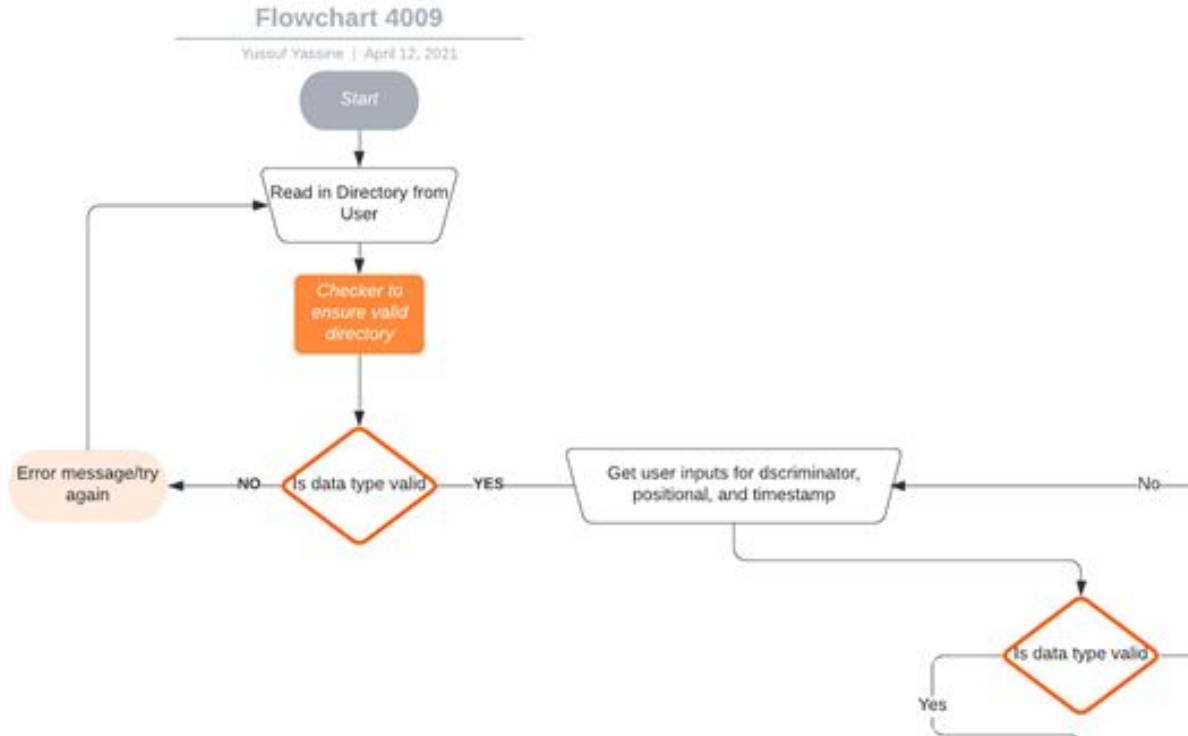 Flowchart 4009
Yussuf Yassine | April 12, 2021
Start
Read in Directory from
User
Checker to
ensure valid
directory
Error message/try
again
NO
Is data type valid
YES
Get user inputs for dscriminator,
positional, and timestamp
No
Is data type valid
Yes